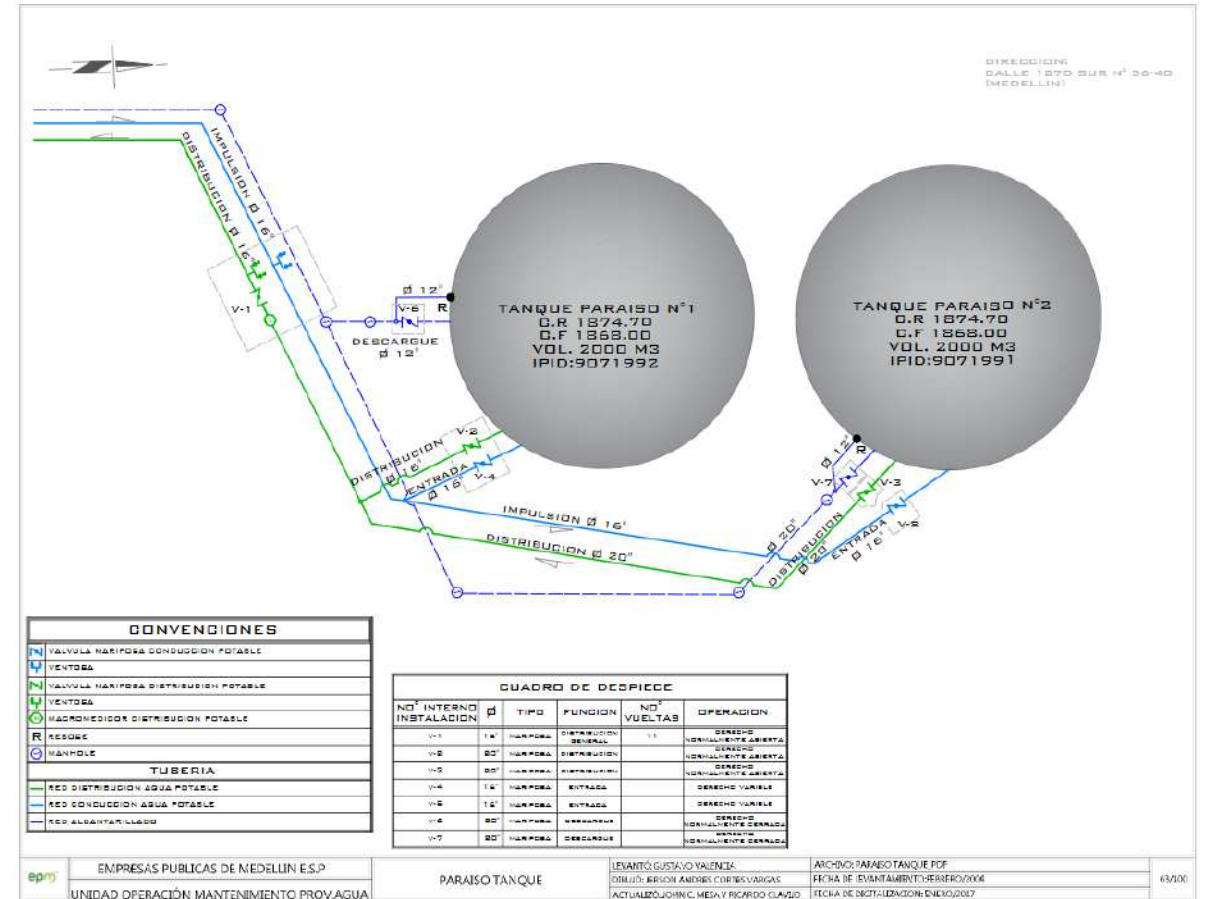 DIRECCION:
CALLE 187D SUR N° 36-40
(MEDELLIN)
DISTRIBUCION Ø 16"
IMPULSION Ø 16"
V-1
Ø 12"
V-6
R
DESCARGUE
Ø 12"
TANQUE PARAISO N°1
C.R 1874.70
C.F 1868.00
VOL. 2000 M3
IPID:9071992
TANQUE PARAISO N°2
C.R 1874.70
C.F 1868.00
VOL. 2000 M3
IPID:9071991
V-2
DISTRIBUCION
Ø 16"
ENTRADA
Ø 16"
V-4
IMPULSION Ø 16"
DISTRIBUCION Ø 20"
Ø 12"
R
V-7
V-3
Ø 20"
DISTRIBUCION
Ø 20"
ENTRADA
Ø 16"
CONVENCIONES
VALVULA MARIPOSA CONDUCCION POTABLE
VENTOSA
VALVULA MARIPOSA DISTRIBUCION POTABLE
VENTOSA
MACROMEDIDOR DISTRIBUCION POTABLE
R REBOSE
MANHOLE
TUBERIA
RED DISTRIBUCION AGUA POTABLE
RED CONDUCCION AGUA POTABLE
RED ALCANTARILLADO
CUADRO DE DESPIECE
NO° INTERNO INSTALACION Ø TIPO FUNCION NO° VUELTAS OPERACION
V-1 16" MARIPOSA DISTRIBUCION GENERAL 11 DERECHO NORMALMENTE ABIERTA
V-2 20" MARIPOSA DISTRIBUCION DERECHO NORMALMENTE ABIERTA
V-3 20" MARIPOSA DISTRIBUCION DERECHO NORMALMENTE ABIERTA
V-4 16" MARIPOSA ENTRADA DERECHO VARIBLE
V-5 16" MARIPOSA ENTRADA DERECHO VARIBLE
V-6 20" MARIPOSA DESCARGUE DERECHO NORMALMENTE CERRADA
V-7 20" MARIPOSA DESCARGUE DERECHO NORMALMENTE CERRADA
epm
EMPRESAS PUBLICAS DE MEDELLIN E.S.P
UNIDAD OPERACIÓN MANTENIMIENTO PROV.AGUA
PARAISO TANQUE
LEVANTÓ: GUSTAVO VALENCIA
DIBUJÓ: JERSON ANDRES CORTES VARGAS
ACTUALIZÓ: JOHN C. MESA Y RICARDO CLAVIJO
ARCHIVO: PARAISO TANQUE PDF
FECHA DE LEVANTAMIENTO: FEBRERO/2006
FECHA DE DIGITALIZACION: ENERO/2017
63/100